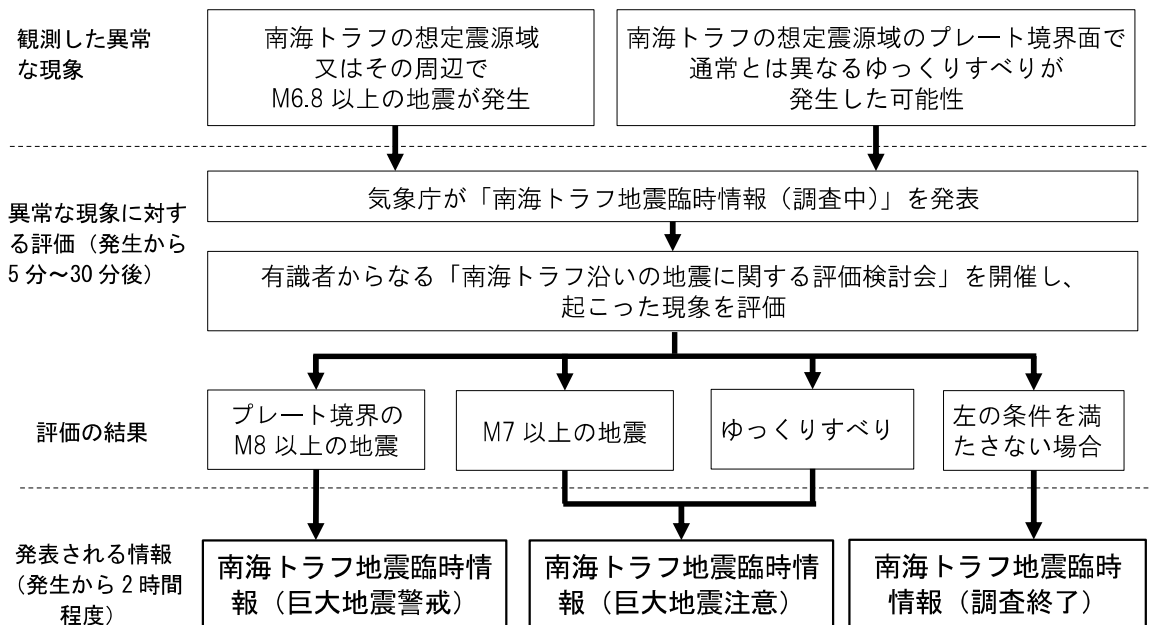 観測した異常
な現象
南海トラフの想定震源域
又はその周辺で
M6.8 以上の地震が発生
南海トラフの想定震源域のプレート境界面で
通常とは異なるゆっくりすべりが
発生した可能性
異常な現象に対す
る評価（発生から
5 分～30 分後）
気象庁が「南海トラフ地震臨時情報（調査中）」を発表
有識者からなる「南海トラフ沿いの地震に関する評価検討会」を開催し、
起こった現象を評価
評価の結果
プレート境界の
M8 以上の地震
M7 以上の地震
ゆっくりすべり
左の条件を満
たさない場合
発表される情報
（発生から 2 時間
程度）
南海トラフ地震臨時情
報（巨大地震警戒）
南海トラフ地震臨時情
報（巨大地震注意）
南海トラフ地震臨時
情報（調査終了）